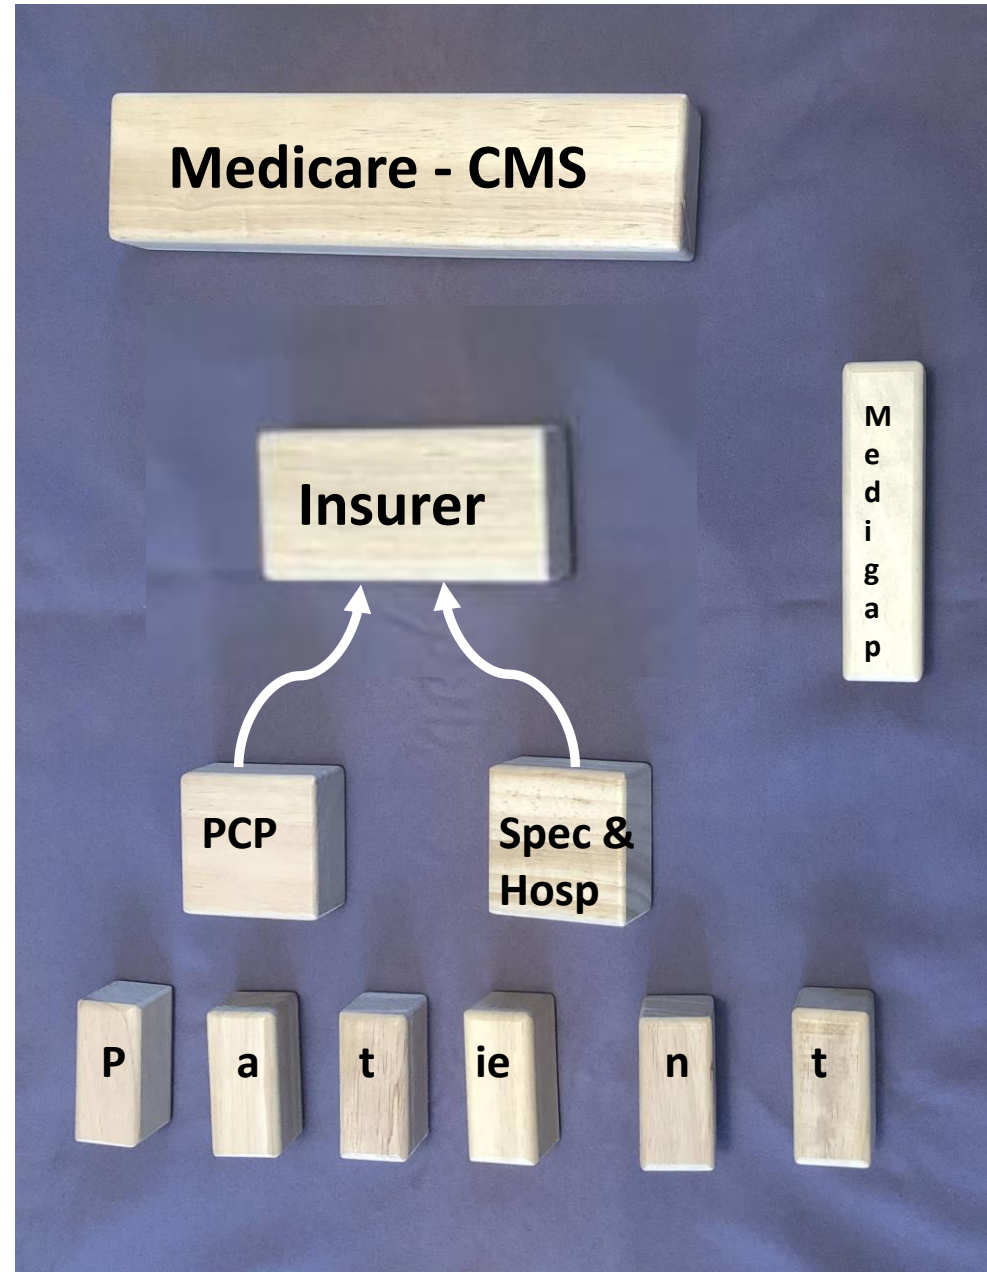 Medicare - CMS
Insurer
M
e
d
i
g
a
p
PCP
Spec &
Hosp
P a t ie n t